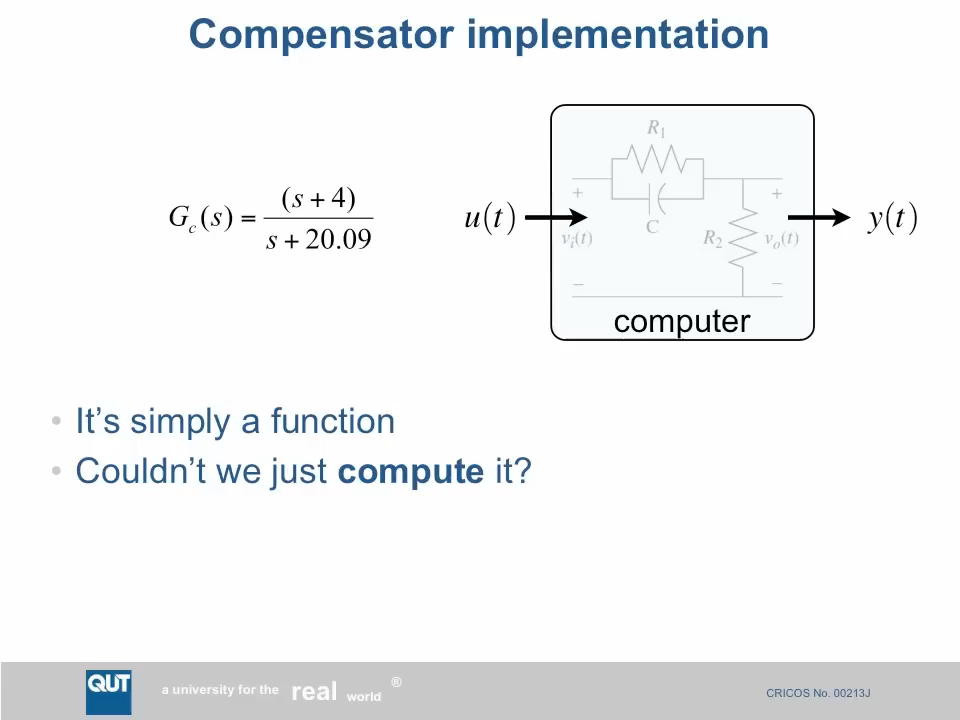 Compensator implementation
G_c(s) = (s + 4) / (s + 20.09)
u(t)
y(t)
R₁
+
+
C
v_i(t)
R₂
v_o(t)
−
−
computer
• It's simply a function
• Couldn't we just compute it?
QUT
a university for the real world ®
CRICOS No. 00213J